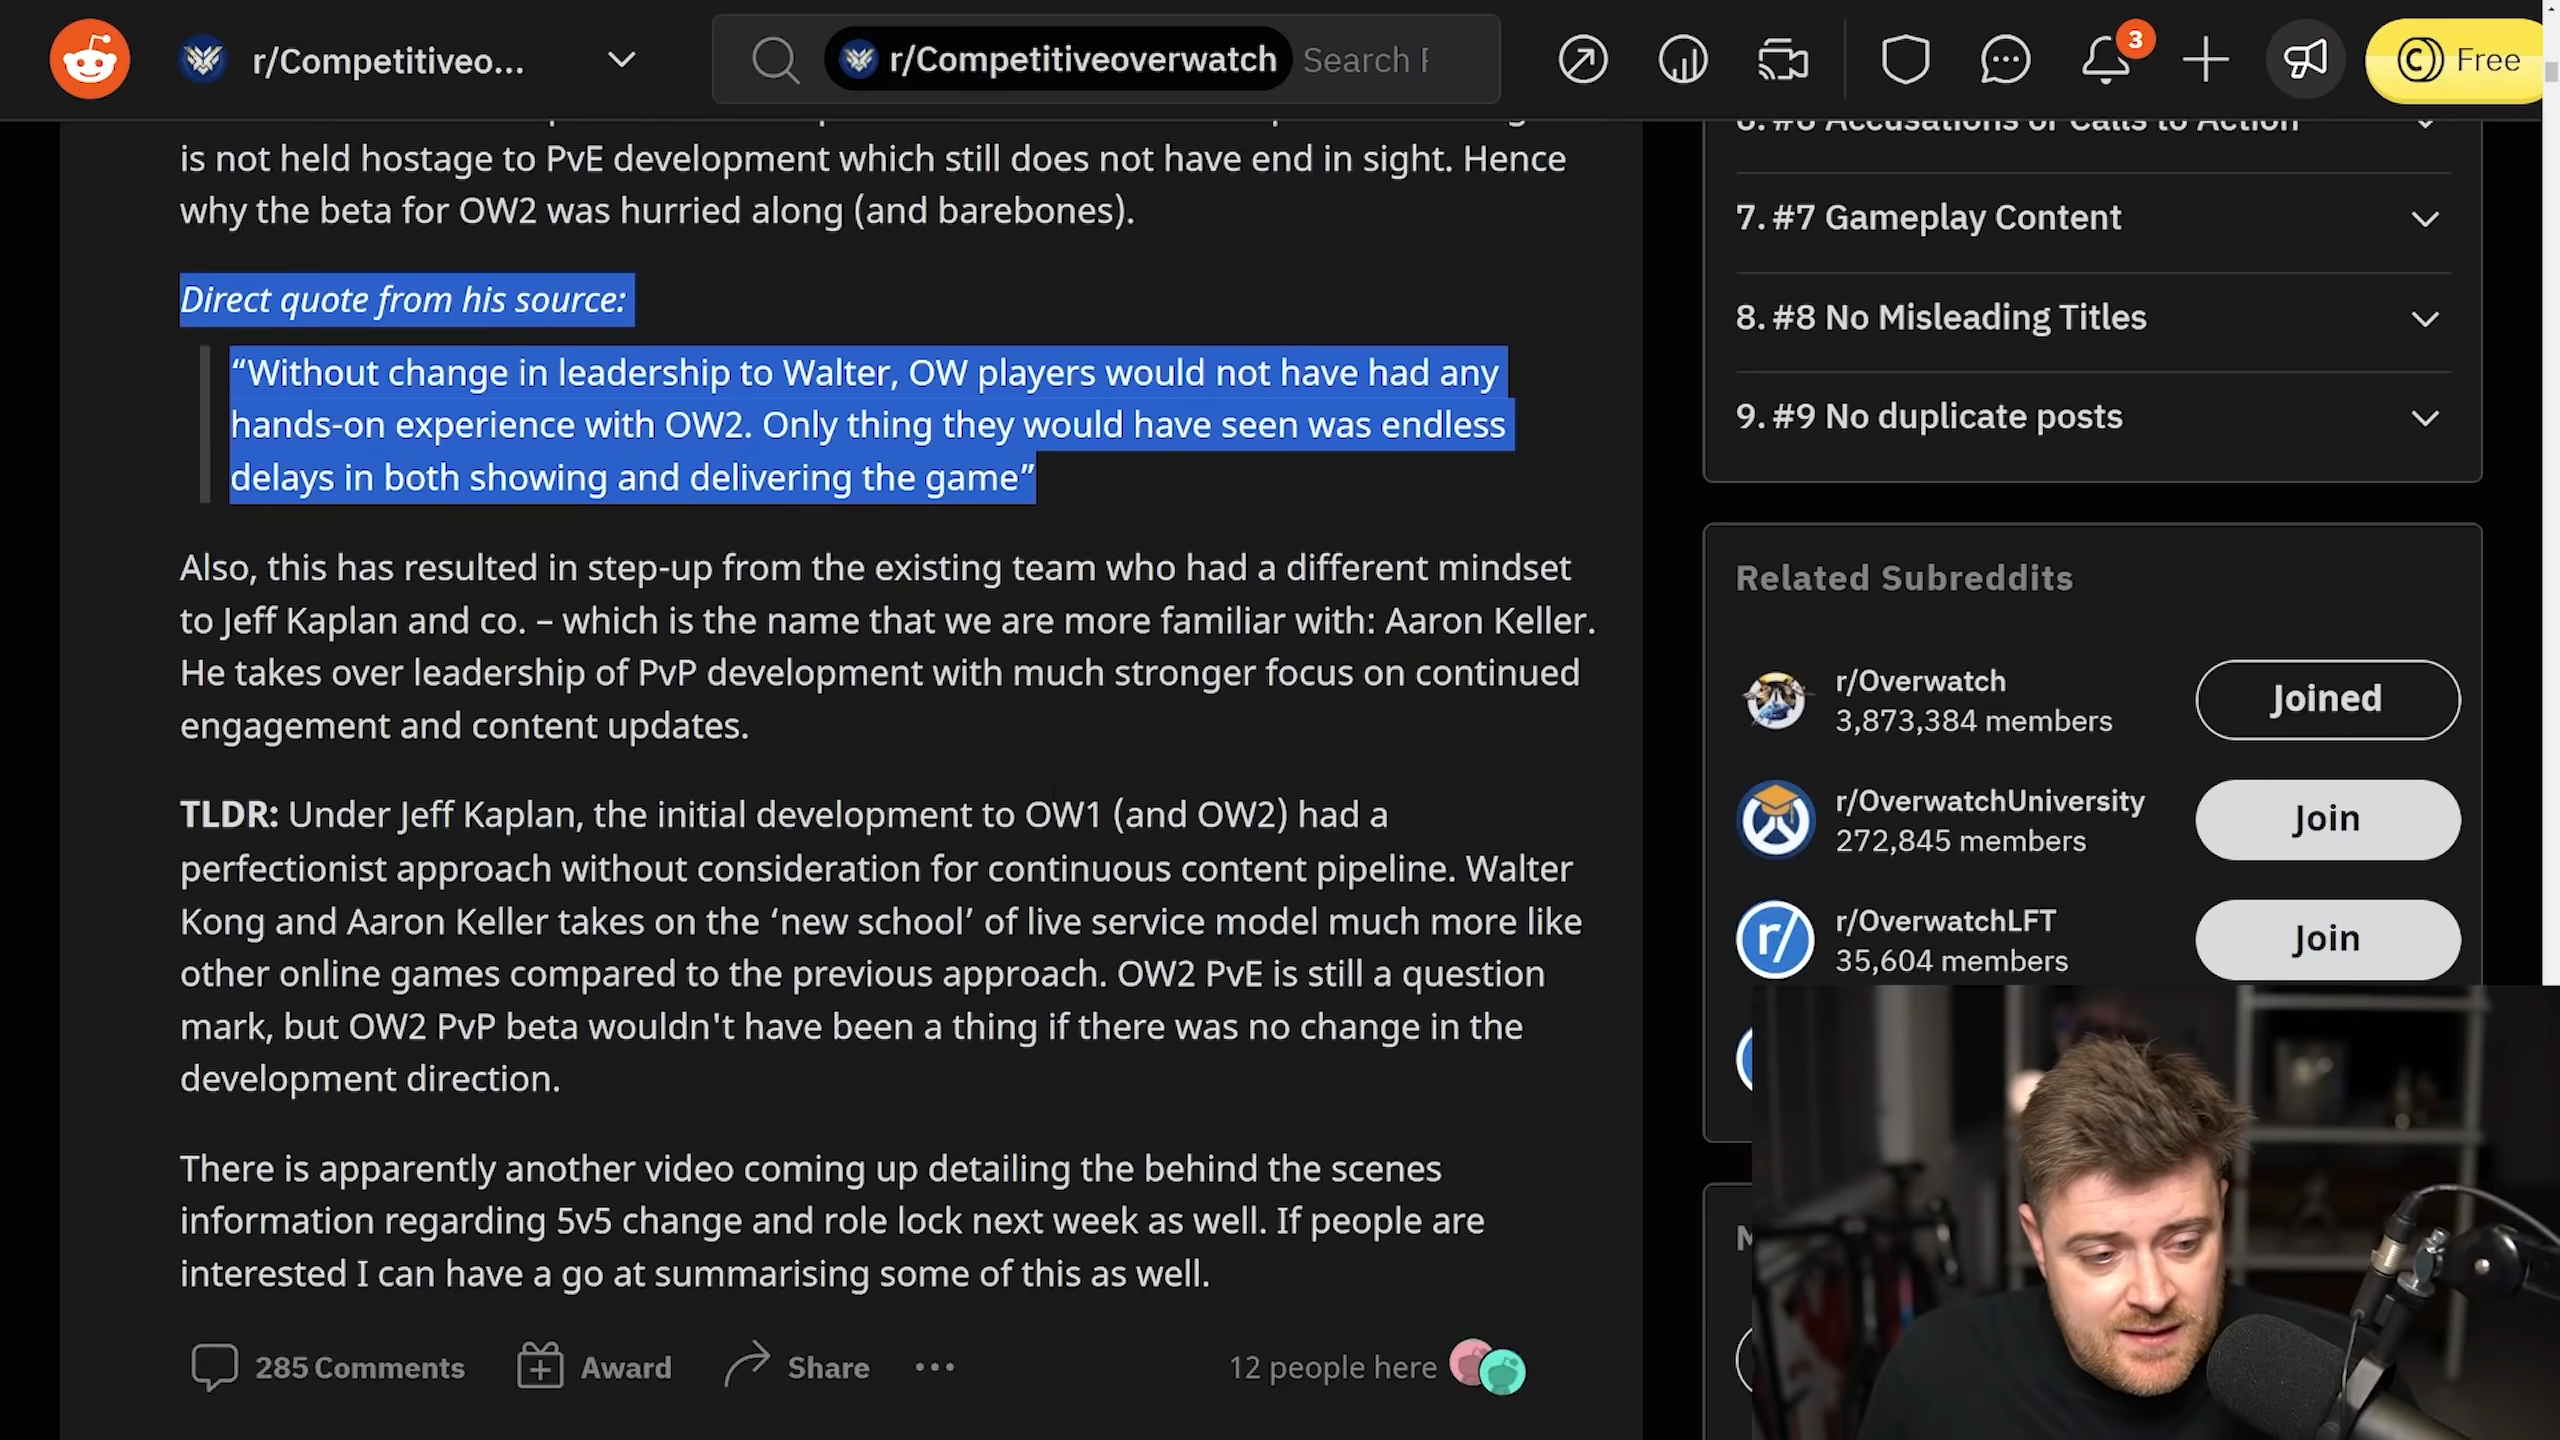 r/Competitiveo...
r/Competitiveoverwatch
Search
3
Free
is not held hostage to PvE development which still does not have end in sight. Hence
why the beta for OW2 was hurried along (and barebones).
Direct quote from his source:
“Without change in leadership to Walter, OW players would not have had any
hands-on experience with OW2. Only thing they would have seen was endless
delays in both showing and delivering the game”
Also, this has resulted in step-up from the existing team who had a different mindset
to Jeff Kaplan and co. – which is the name that we are more familiar with: Aaron Keller.
He takes over leadership of PvP development with much stronger focus on continued
engagement and content updates.
TLDR: Under Jeff Kaplan, the initial development to OW1 (and OW2) had a
perfectionist approach without consideration for continuous content pipeline. Walter
Kong and Aaron Keller takes on the ‘new school’ of live service model much more like
other online games compared to the previous approach. OW2 PvE is still a question
mark, but OW2 PvP beta wouldn't have been a thing if there was no change in the
development direction.
There is apparently another video coming up detailing the behind the scenes
information regarding 5v5 change and role lock next week as well. If people are
interested I can have a go at summarising some of this as well.
285 Comments
Award
Share
12 people here
6. #6 Accusations or Calls to Action
7. #7 Gameplay Content
8. #8 No Misleading Titles
9. #9 No duplicate posts
Related Subreddits
r/Overwatch
3,873,384 members
Joined
r/OverwatchUniversity
272,845 members
Join
r/
r/OverwatchLFT
35,604 members
Join